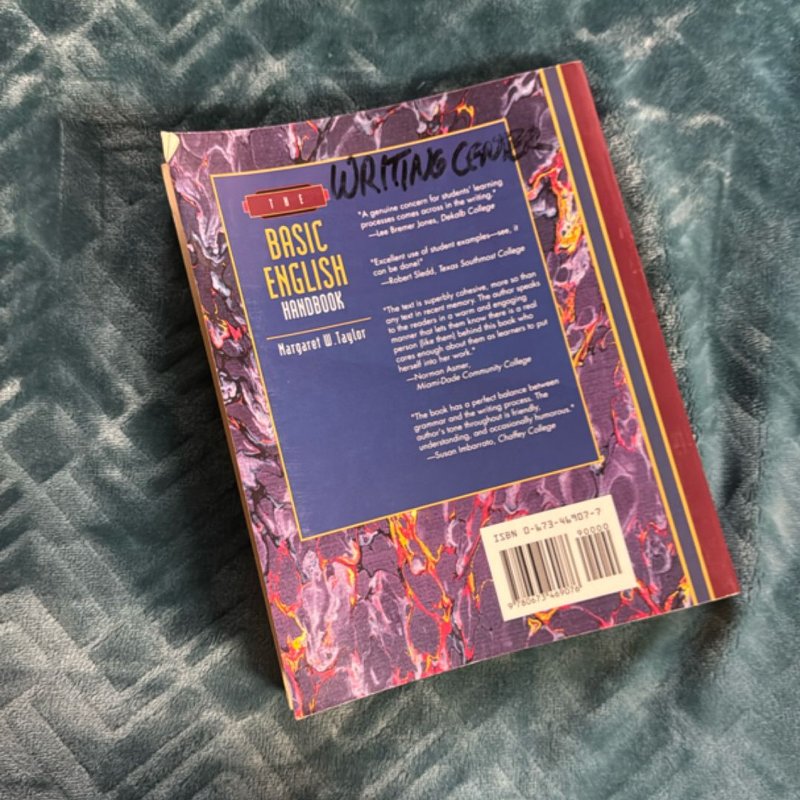 WRITING CENTER
THE
BASIC
ENGLISH
HANDBOOK
Margaret W. Taylor
"A genuine concern for students' learning
processes comes across in the writing."
—Lee Bremer Jones, Dekalb College
"Excellent use of student examples—see, it
can be done!"
—Robert Sledd, Texas Southmost College
"The text is superbly cohesive, more so than
any text in recent memory. The author speaks
to the readers in a warm and engaging
manner that lets them know there is a real
person (like them) behind this book who
cares enough about them as learners to put
herself into her work."
—Norman Asmer,
Miami-Dade Community College
"The book has a perfect balance between
grammar and the writing process. The
author's tone throughout is friendly,
understanding, and occasionally humorous."
—Susan Imbarrato, Chaffey College
ISBN 0-673-46907-7
90000
9 780673 469076